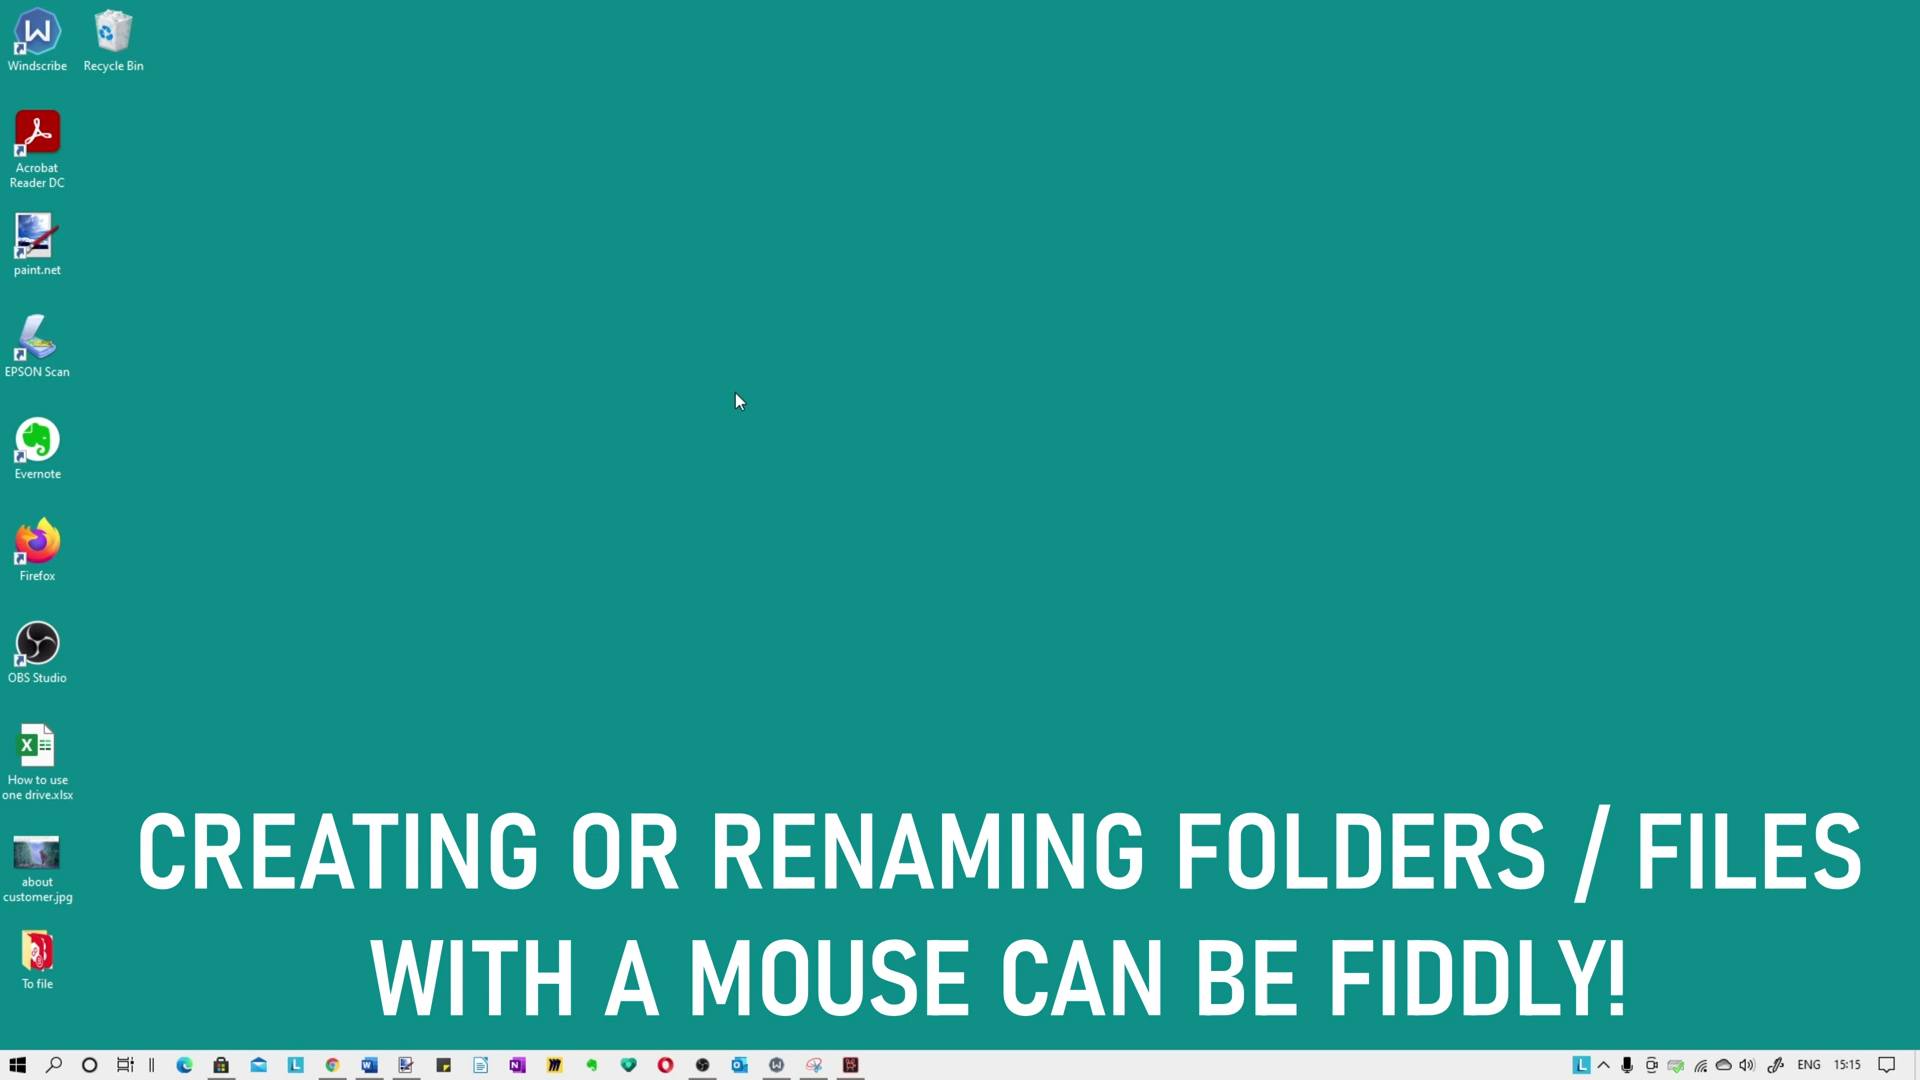 Windscribe
Recycle Bin
Acrobat
Reader DC
paint.net
EPSON Scan
Evernote
Firefox
OBS Studio
How to use
one drive.xlsx
about
customer.jpg
To file
CREATING OR RENAMING FOLDERS / FILES
WITH A MOUSE CAN BE FIDDLY!
ENG
15:15